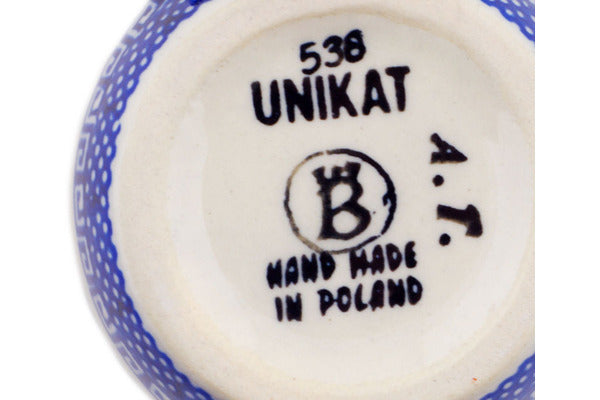 538
UNIKAT
A.T.
B
HAND MADE
IN POLAND